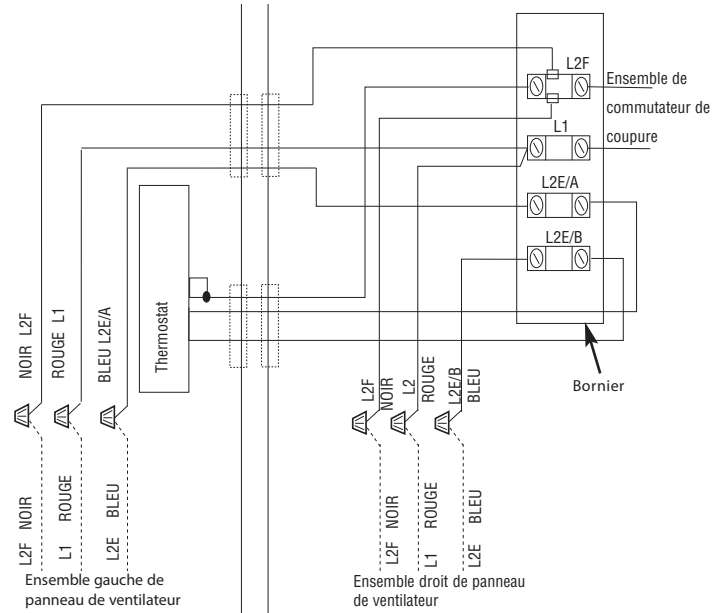 L2F
Ensemble de
commutateur de
coupure
L1
L2E/A
L2E/B
Bornier
Thermostat
NOIR L2F
ROUGE L1
BLEU L2E/A
L2F NOIR
L1 ROUGE
L2E BLEU
Ensemble gauche de
panneau de ventilateur
L2F
NOIR
L2
ROUGE
L2E/B
BLEU
L2F NOIR
L1 ROUGE
L2E BLEU
Ensemble droit de panneau
de ventilateur